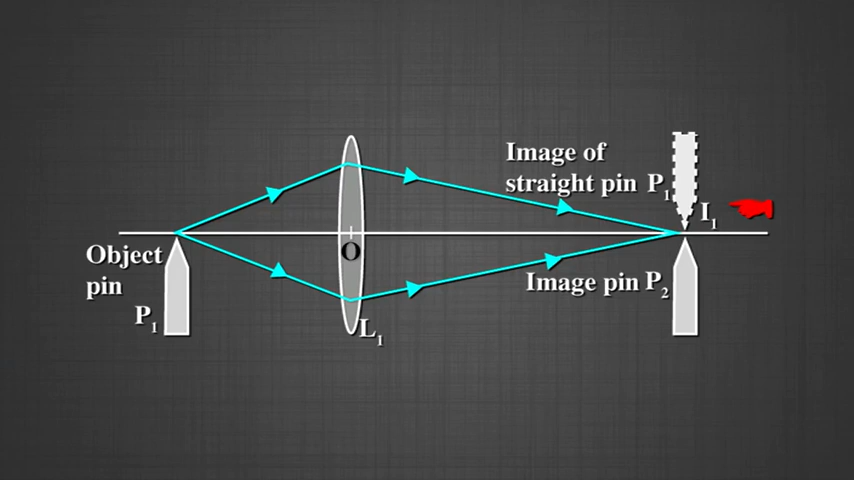 Image of
straight pin P₁
I₁
O
Object
pin
P₁
Image pin P₂
L₁